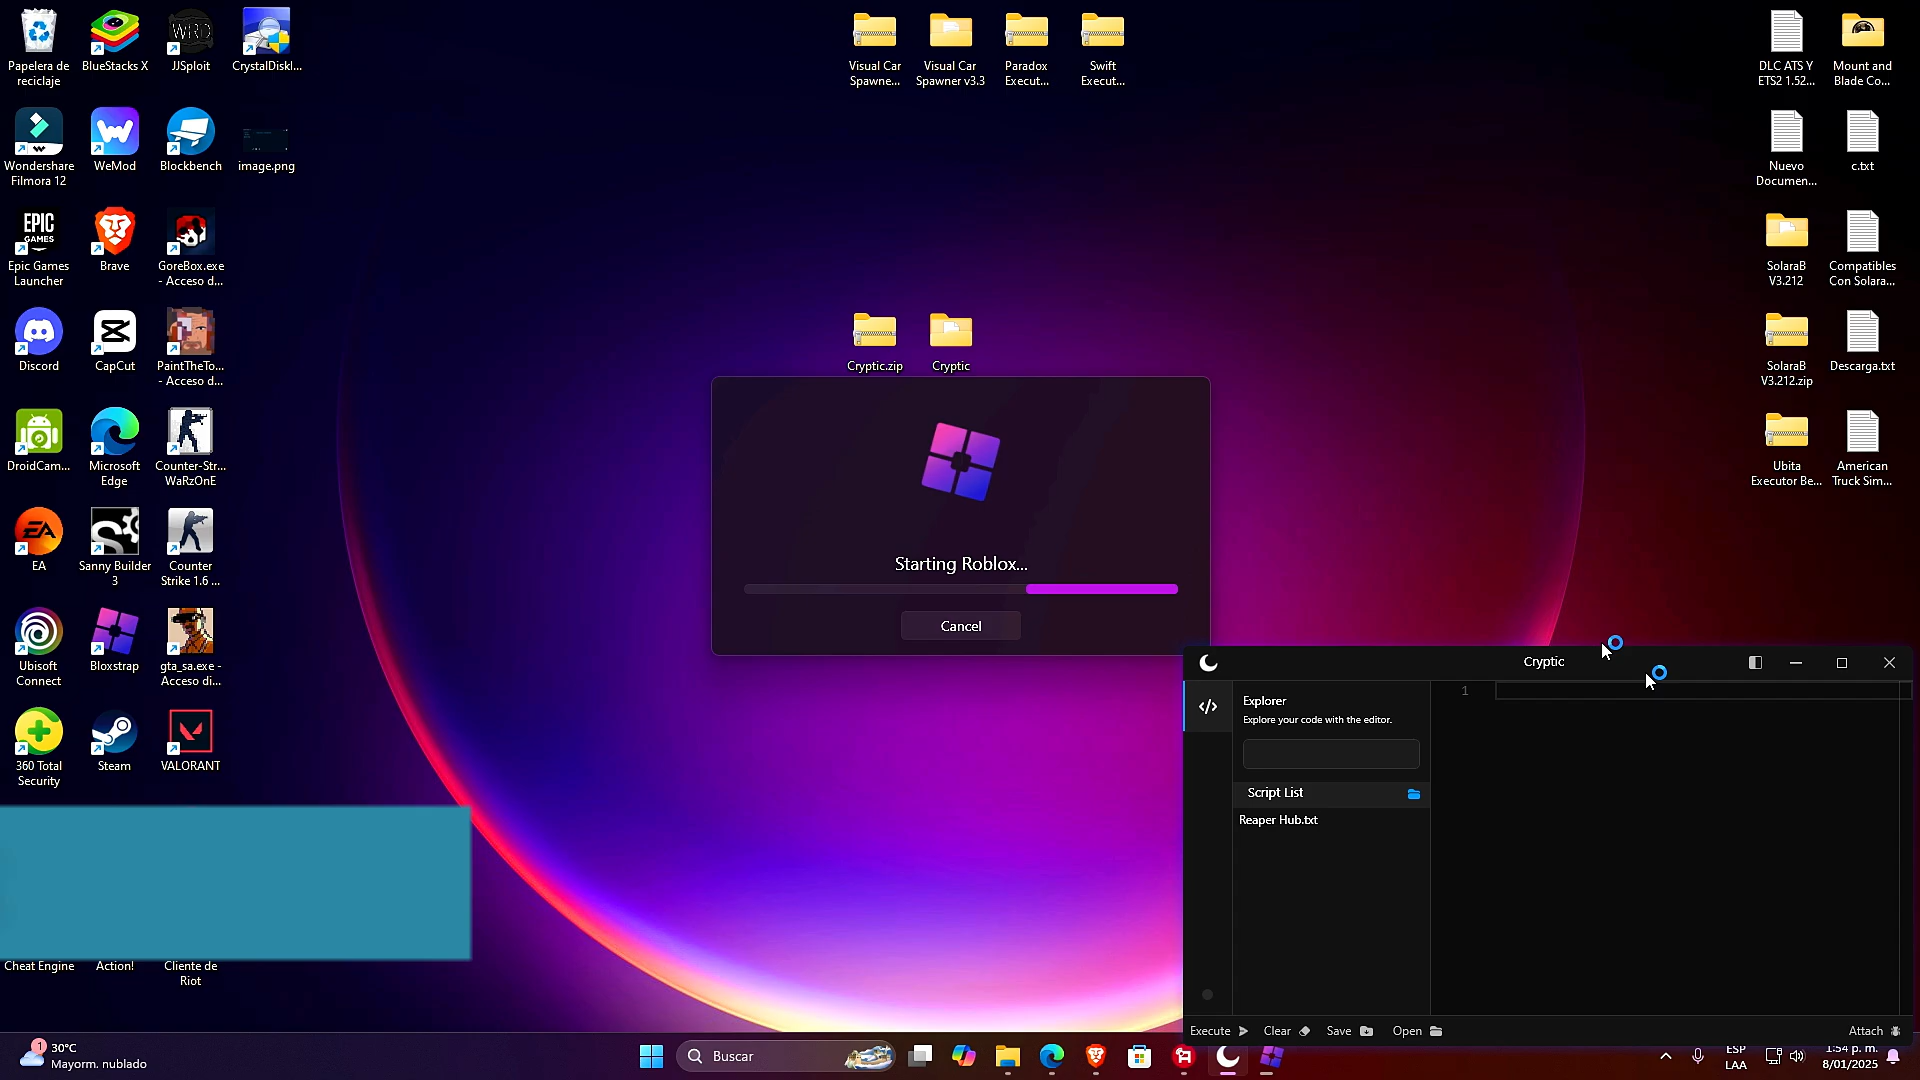 Papelera de
reciclaje
BlueStacks X
JJSploit
CrystalDiskI...
Visual Car
Spawne...
Visual Car
Spawner v3.3
Paradox
Execut...
Swift
Execut...
DLC ATS Y
ETS2 1.52...
Mount and
Blade Co...
Wondershare
Filmora 12
WeMod
Blockbench
image.png
Nuevo
Documen...
c.txt
EPIC
GAMES
Epic Games
Launcher
Brave
GoreBox.exe
- Acceso d...
SolaraB
V3.212
Compatibles
Con Solara...
Discord
CapCut
PaintTheTo...
- Acceso d...
Cryptic.zip
Cryptic
SolaraB
V3.212.zip
Descarga.txt
DroidCam...
Microsoft
Edge
Counter-Str...
WaRzOnE
Ubita
Executor Be...
American
Truck Sim...
EA
Sanny Builder
3
Counter
Strike 1.6 ...
Starting Roblox...
Cancel
Ubisoft
Connect
Bloxstrap
gta_sa.exe -
Acceso di...
360 Total
Security
Steam
VALORANT
Cheat Engine
Action!
Cliente de
Riot
Cryptic
Explorer
Explore your code with the editor.
1
Script List
Reaper Hub.txt
Execute
Clear
Save
Open
Attach
1
30°C
Mayorm. nublado
Buscar
ESP
LAA
1:54 p. m.
8/01/2025